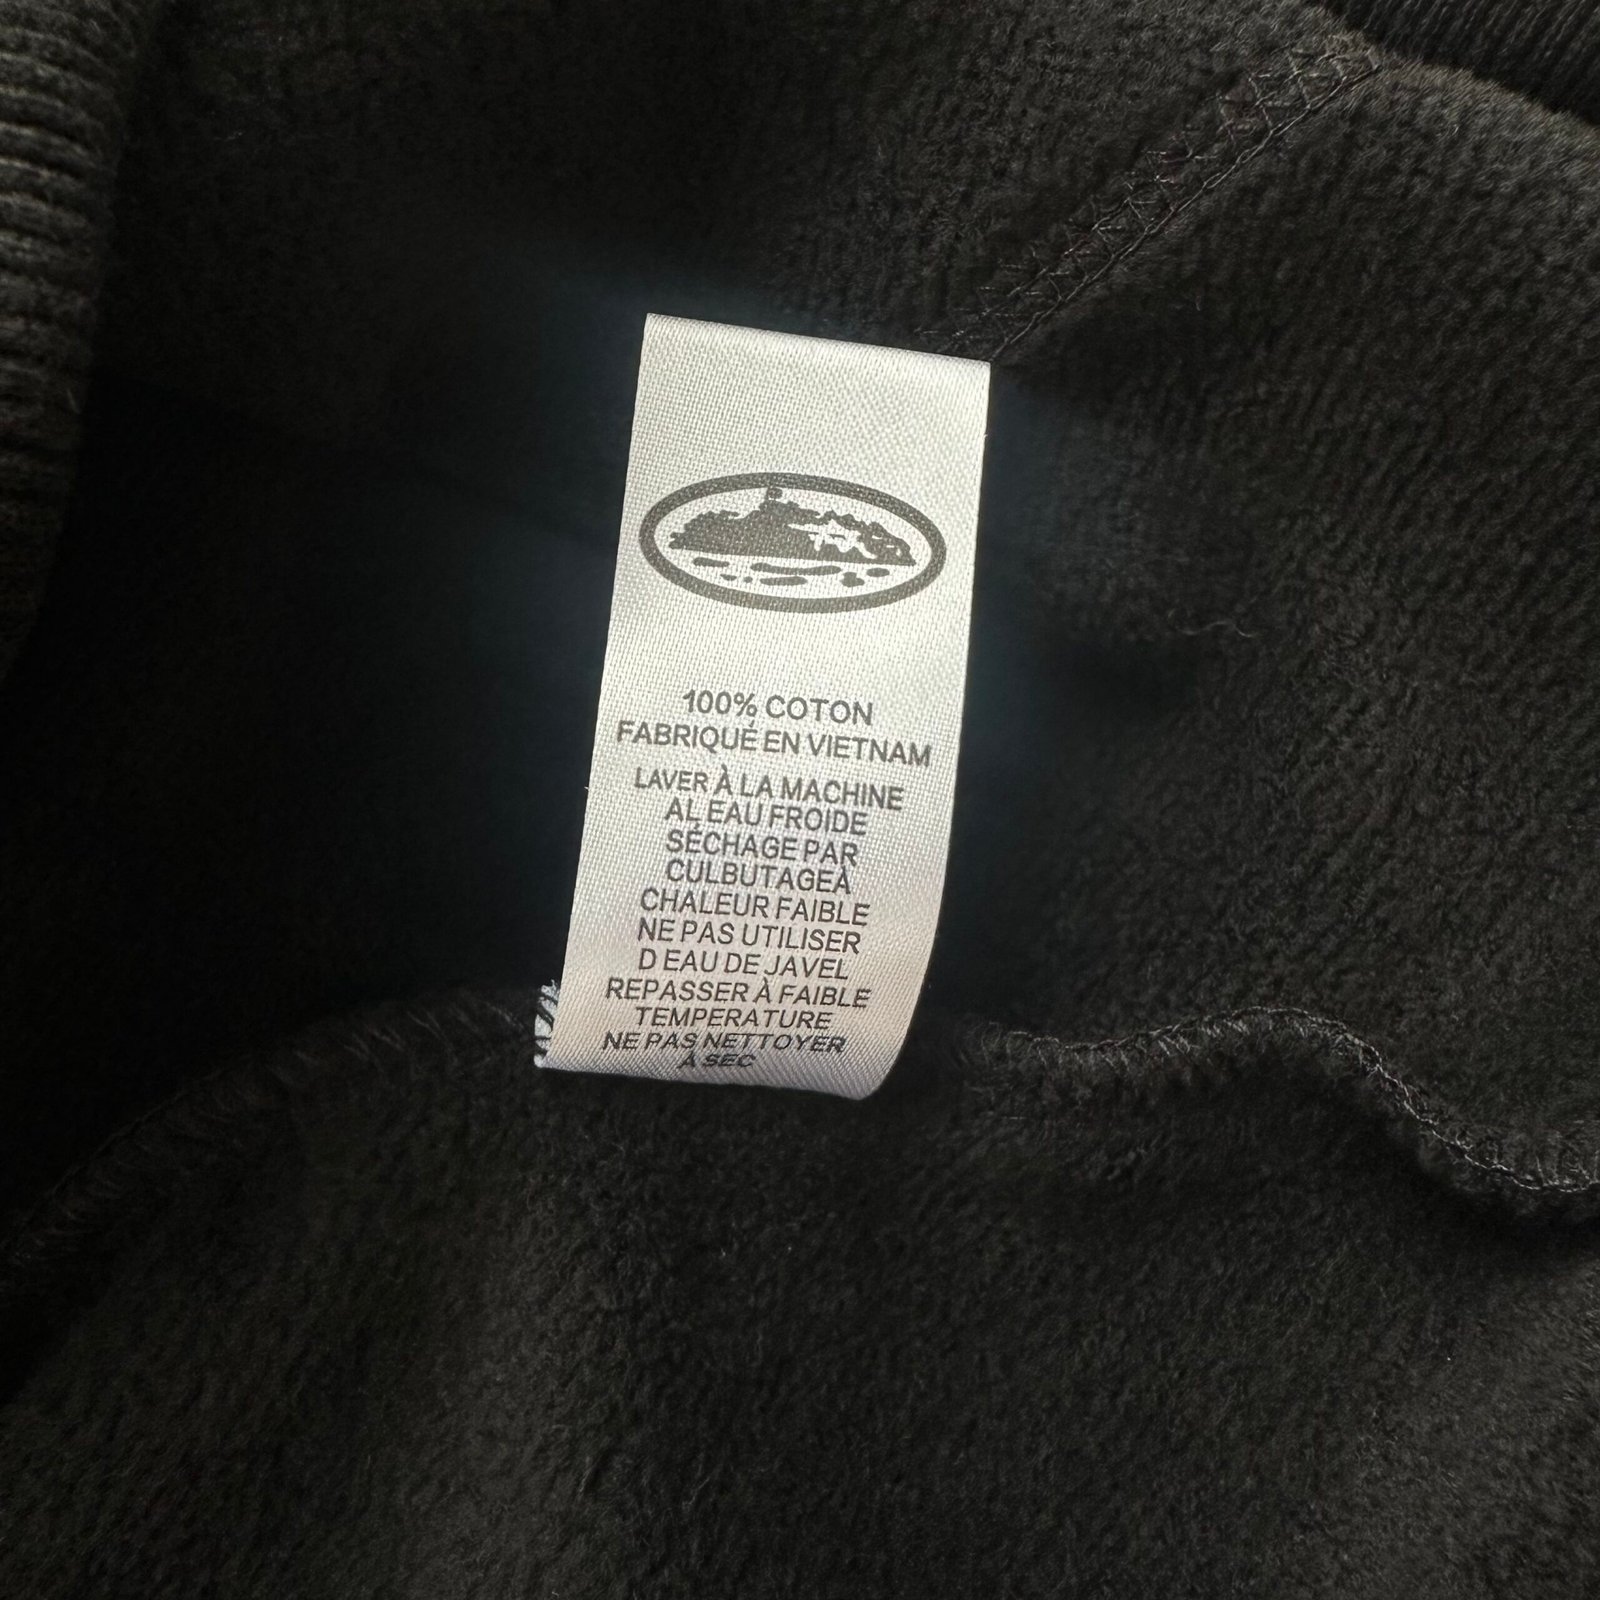 100% COTON
FABRIQUÉ EN VIETNAM
LAVER À LA MACHINE
AL EAU FROIDE
SÉCHAGE PAR
CULBUTAGEÀ
CHALEUR FAIBLE
NE PAS UTILISER
D EAU DE JAVEL
REPASSER À FAIBLE
TEMPERATURE
NE PAS NETTOYER
À SEC